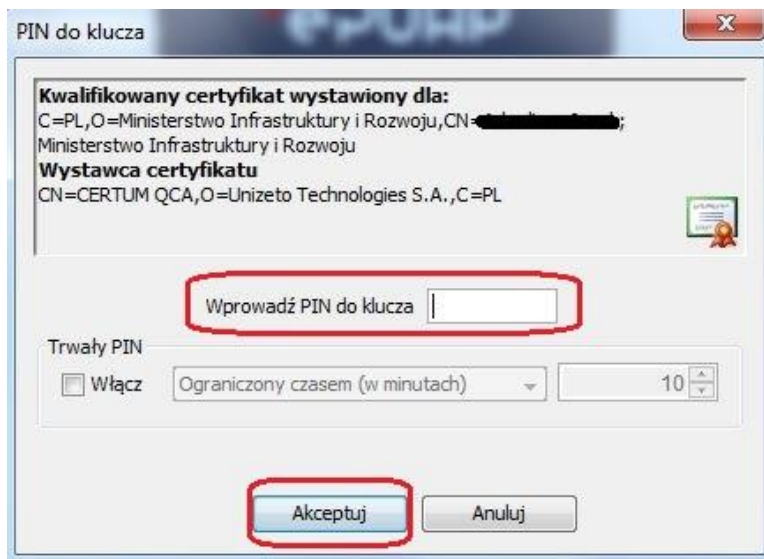 PIN do klucza
Kwalifikowany certyfikat wystawiony dla:
C=PL,O=Ministerstwo Infrastruktury i Rozwoju,CN=
Ministerstwo Infrastruktury i Rozwoju
Wystawca certyfikatu
CN=CERTUM QCA,O=Unizeto Technologies S.A.,C=PL
Wprowadź PIN do klucza
Trwały PIN
Włącz Ograniczony czasem (w minutach) 10
Akceptuj Anuluj